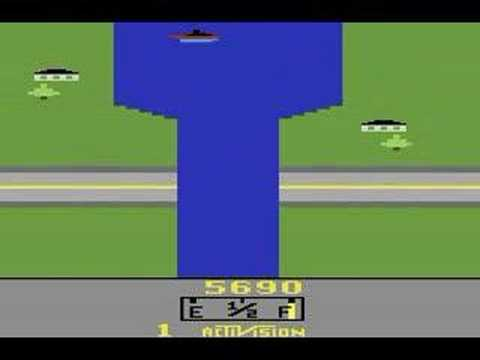 5690
E 1/2 F
1 ACTIVISION